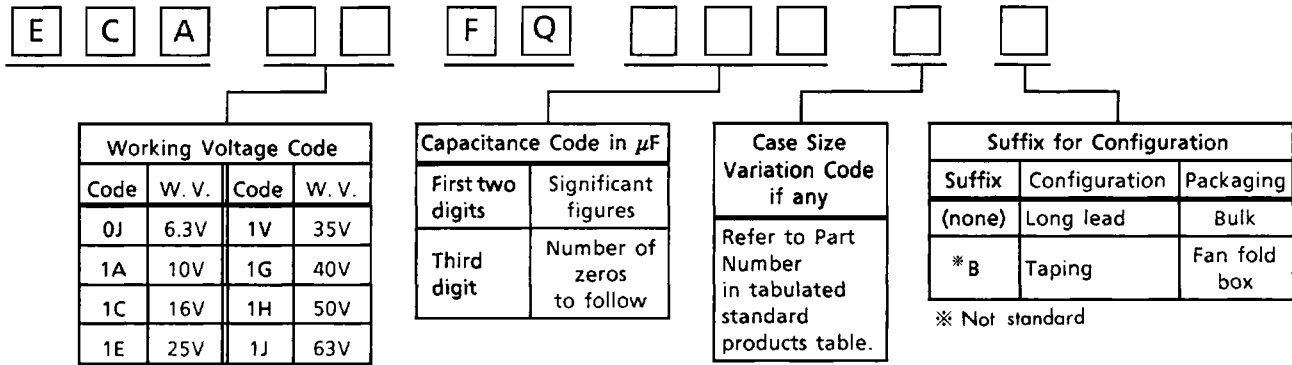 E C A F Q
Working Voltage Code
Code W. V. Code W. V.
0J 6.3V 1V 35V
1A 10V 1G 40V
1C 16V 1H 50V
1E 25V 1J 63V
Capacitance Code in μF
First two digits Significant figures
Third digit Number of zeros to follow
Case Size
Variation Code
if any
Refer to Part
Number
in tabulated
standard
products table.
Suffix for Configuration
Suffix Configuration Packaging
(none) Long lead Bulk
※B Taping Fan fold box
※ Not standard